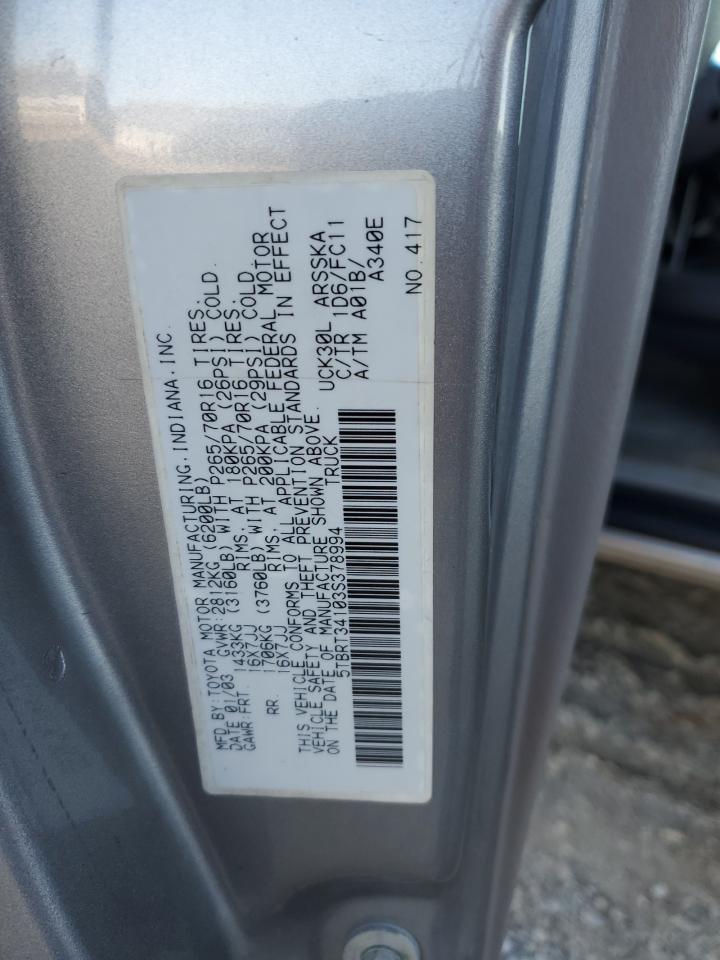 MFD BY: TOYOTA MOTOR MANUFACTURING, INDIANA, INC.
DATE 01/03 GVWR: 2812KG (6200LB)
GAWR: FRT. 1433KG (3160LB) WITH P265/70R16 TIRES,
16X7JJ RIMS, AT 180KPA (26PSI) COLD.
RR. 1706KG (3760LB) WITH P265/70R16 TIRES,
16X7JJ RIMS, AT 200KPA (29PSI) COLD.
THIS VEHICLE CONFORMS TO ALL APPLICABLE FEDERAL MOTOR
VEHICLE SAFETY AND THEFT PREVENTION STANDARDS IN EFFECT
ON THE DATE OF MANUFACTURE SHOWN ABOVE.
5TBRT34103S378994 TRUCK
UCK30L ARSSKA
C/TR 1D6/FC11
A/TM A01B/
A340E
NO. 417